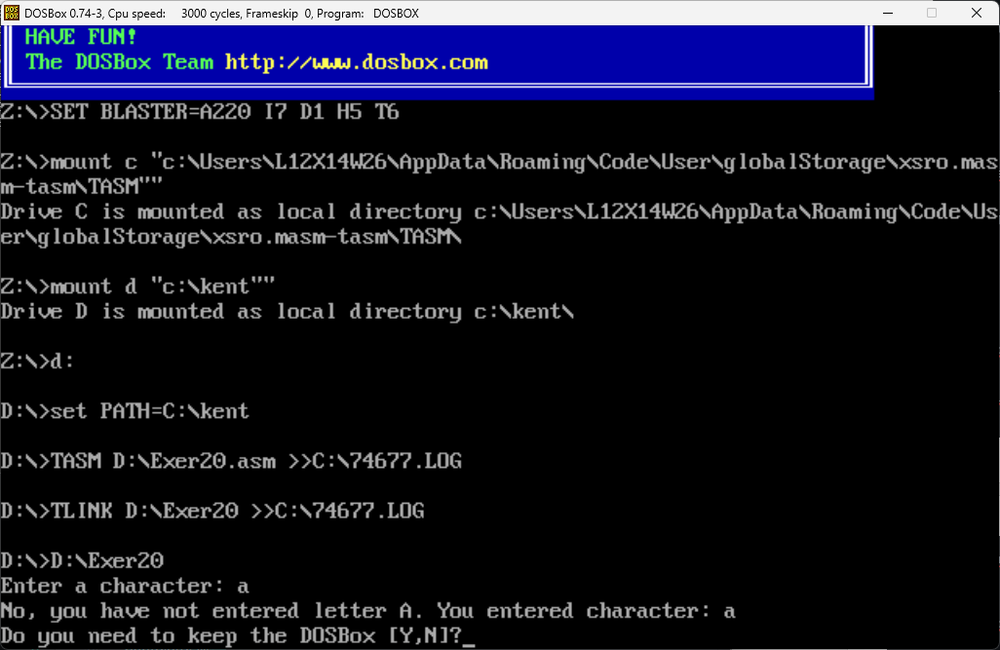 DOSBox 0.74-3, Cpu speed:    3000 cycles, Frameskip  0, Program:   DOSBOX
HAVE FUN!
The DOSBox Team http://www.dosbox.com
Z:\>SET BLASTER=A220 I7 D1 H5 T6
Z:\>mount c "c:\Users\L12X14W26\AppData\Roaming\Code\User\globalStorage\xsro.mas
m-tasm\TASM""
Drive C is mounted as local directory c:\Users\L12X14W26\AppData\Roaming\Code\Us
er\globalStorage\xsro.masm-tasm\TASM\
Z:\>mount d "c:\kent""
Drive D is mounted as local directory c:\kent\
Z:\>d:
D:\>set PATH=C:\kent
D:\>TASM D:\Exer20.asm >>C:\74677.LOG
D:\>TLINK D:\Exer20 >>C:\74677.LOG
D:\>D:\Exer20
Enter a character: a
No, you have not entered letter A. You entered character: a
Do you need to keep the DOSBox [Y,N]?_